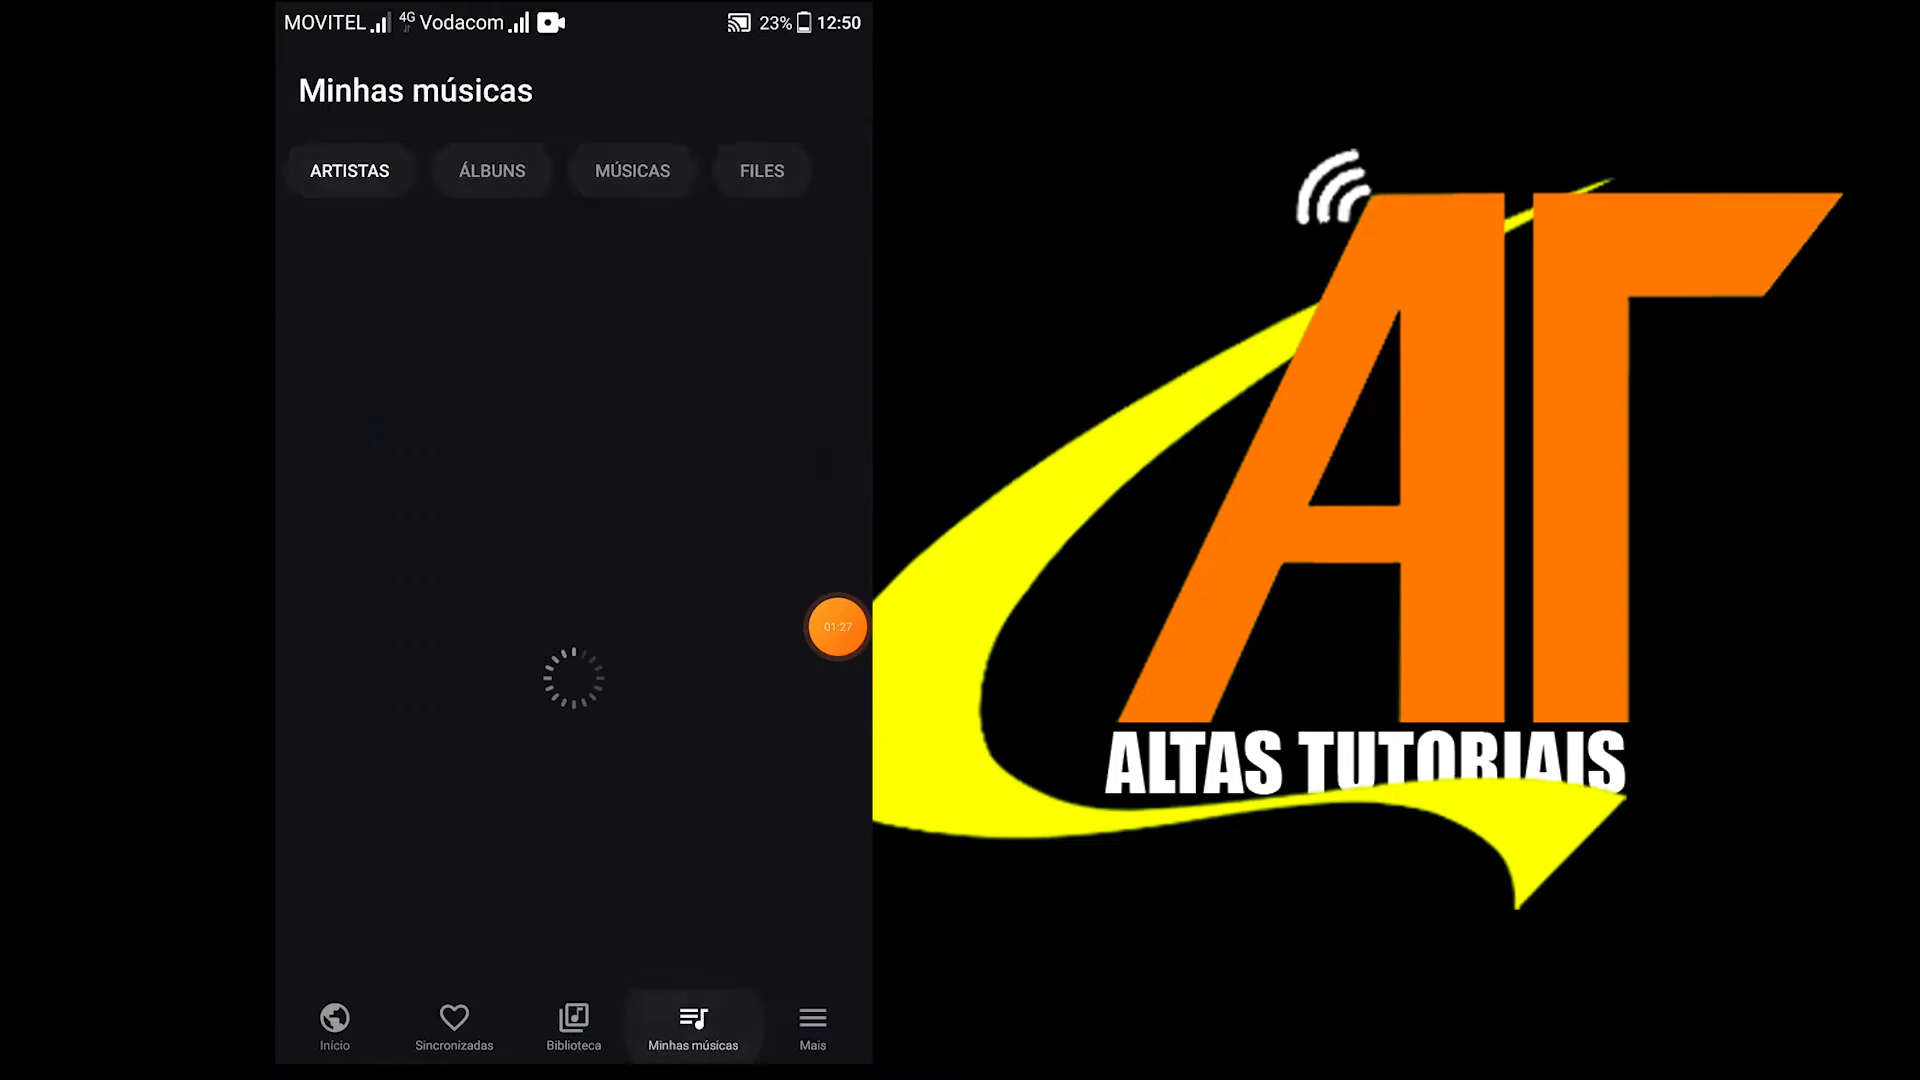 MOVITEL 4G Vodacom 23% 12:50
Minhas músicas
ARTISTAS ÁLBUNS MÚSICAS FILES
01:27
Início Sincronizadas Biblioteca Minhas músicas Mais
AT
ALTAS TUTORIAIS